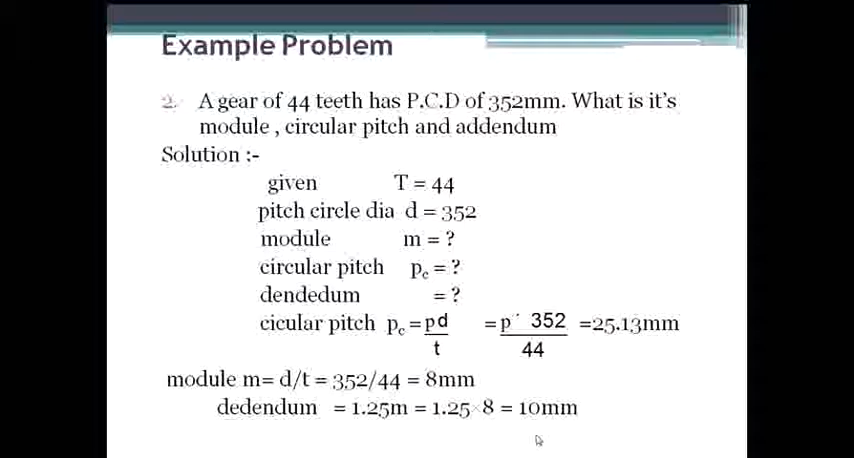 Example Problem
2. A gear of 44 teeth has P.C.D of 352mm. What is it's
module , circular pitch and addendum
Solution :-
given T = 44
pitch circle dia d = 352
module m = ?
circular pitch pc = ?
dendedum = ?
cicular pitch pc = pd = p 352 =25.13mm
t 44
module m= d/t = 352/44 = 8mm
dedendum = 1.25m = 1.25×8 = 10mm